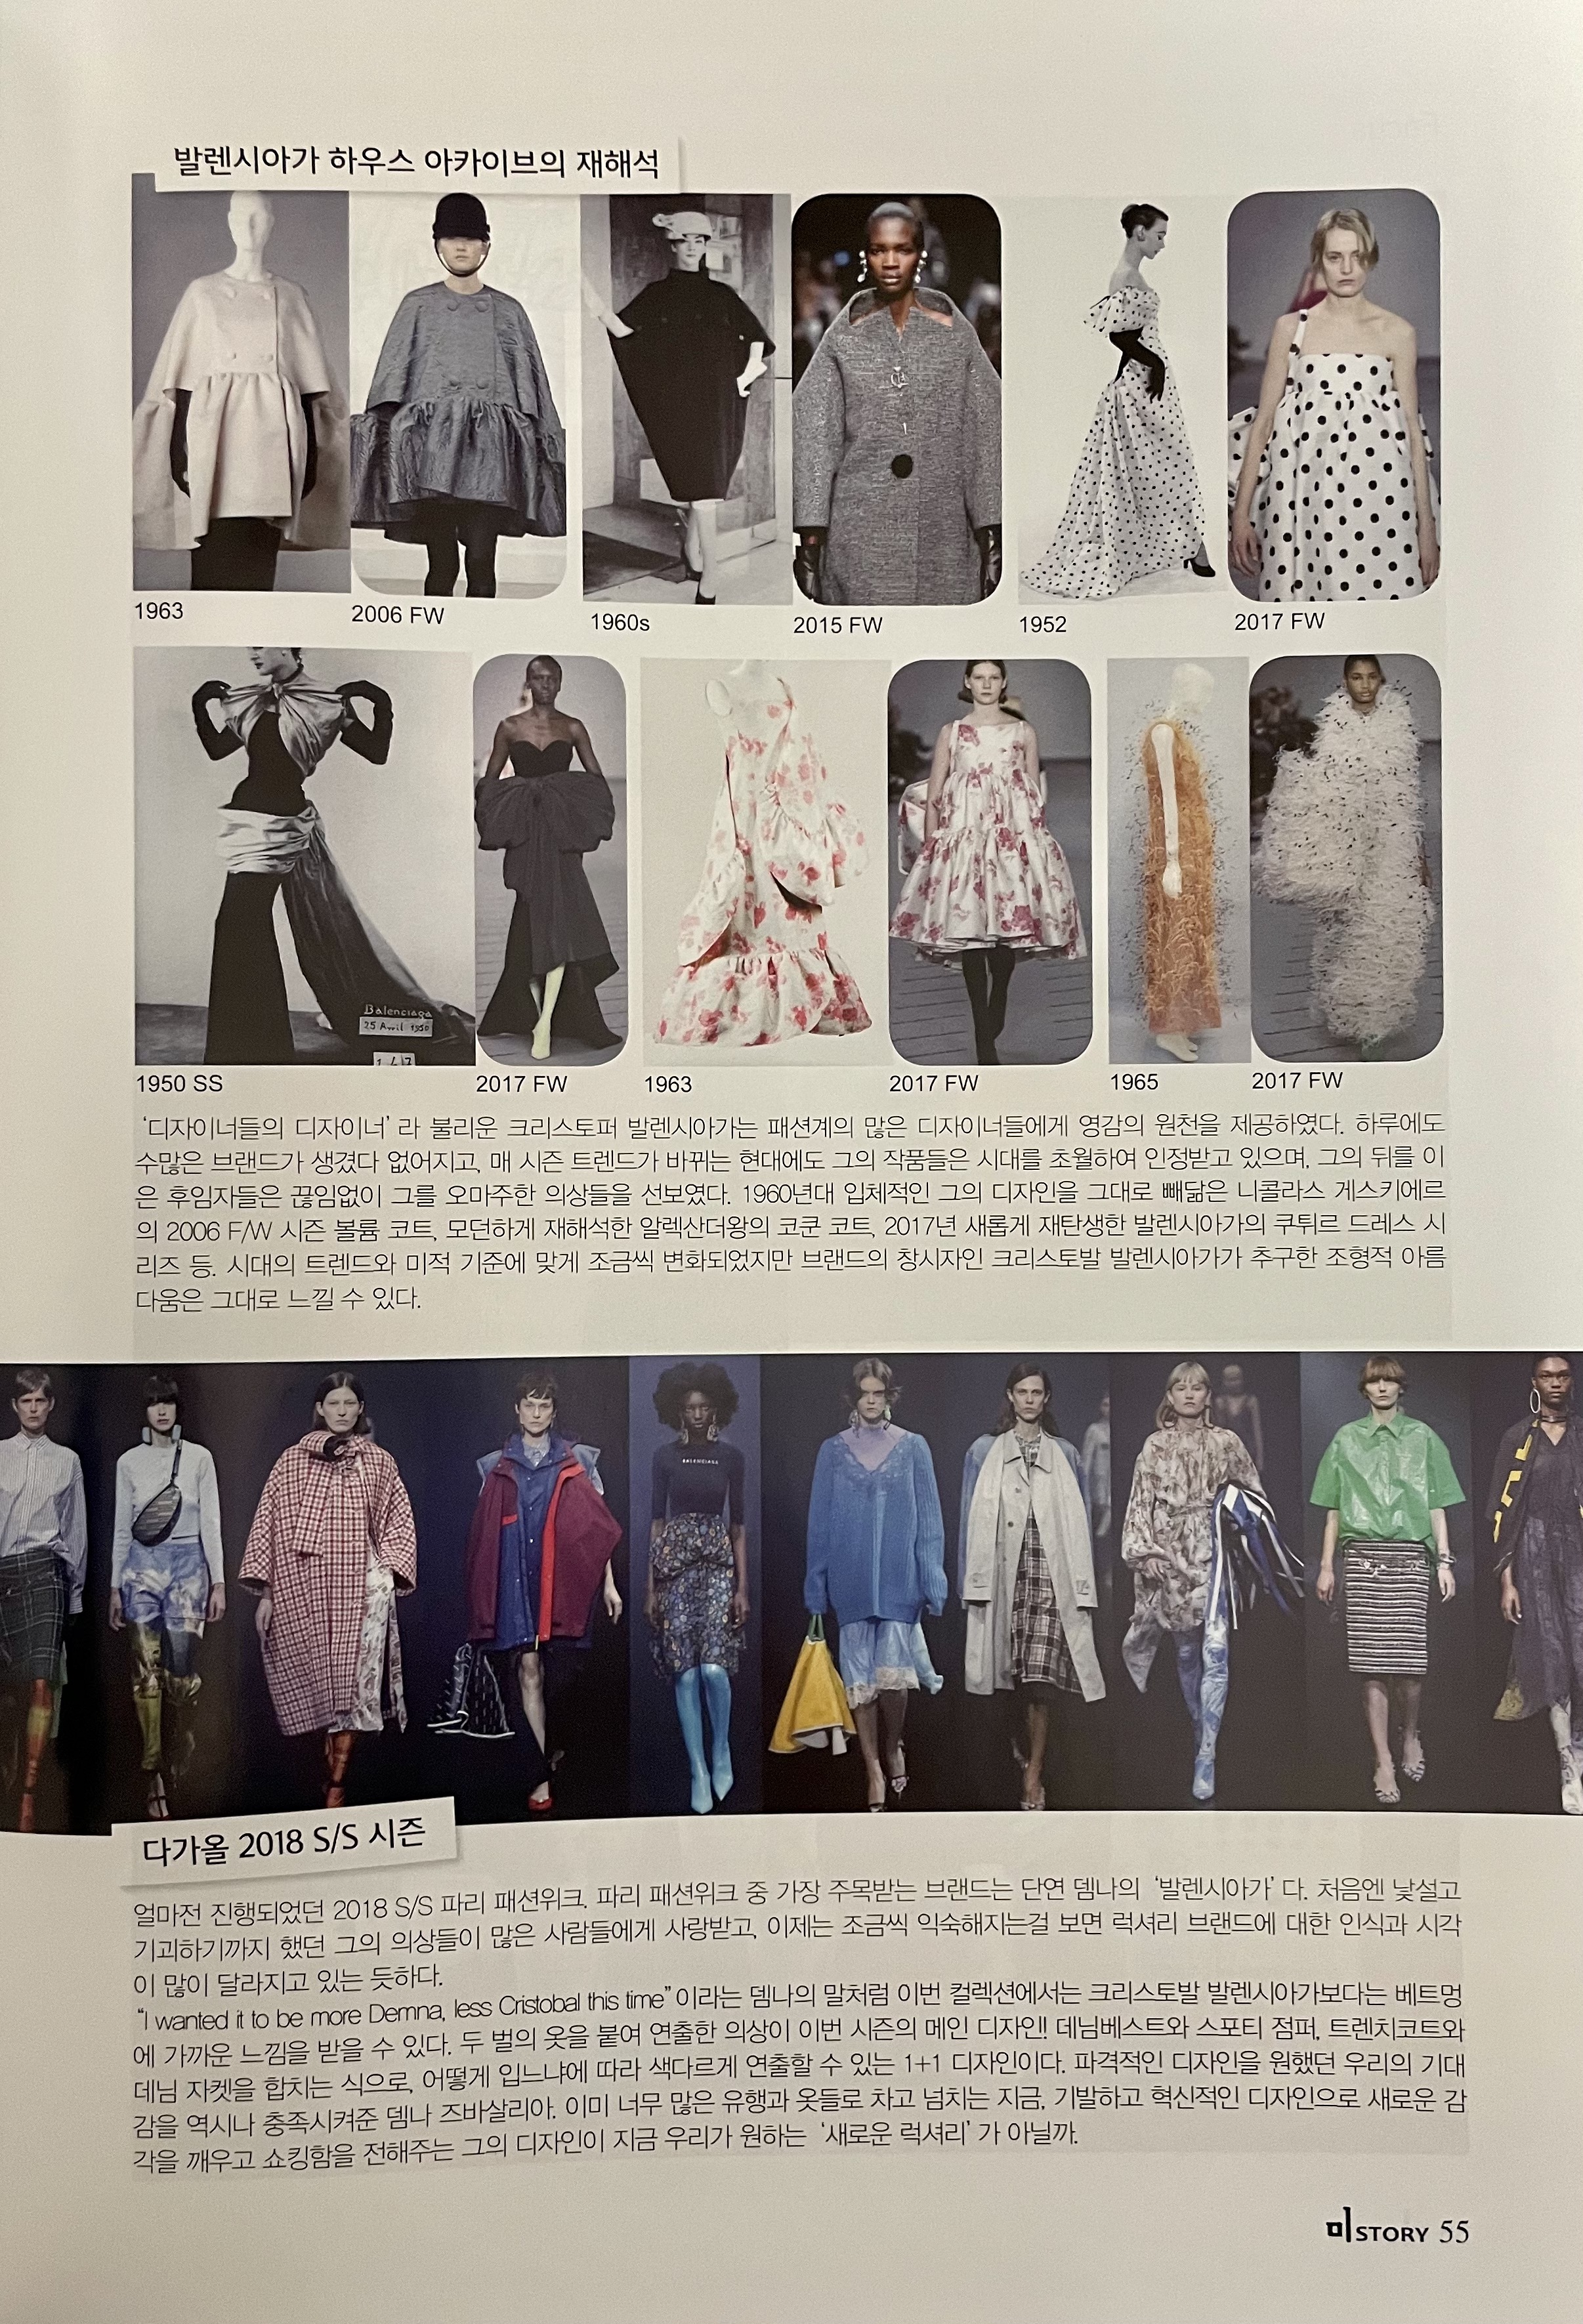 발렌시아가 하우스 아카이브의 재해석
1963
2006 FW
1960s
2015 FW
1952
2017 FW
Balenciaga
25 Avril 1950
1950 SS
2017 FW
1963
2017 FW
1965
2017 FW
‘디자이너들의 디자이너’ 라 불리운 크리스토퍼 발렌시아가는 패션계의 많은 디자이너들에게 영감의 원천을 제공하였다. 하루에도
수많은 브랜드가 생겼다 없어지고, 매 시즌 트렌드가 바뀌는 현대에도 그의 작품들은 시대를 초월하여 인정받고 있으며, 그의 뒤를 이
은 후임자들은 끊임없이 그를 오마주한 의상들을 선보였다. 1960년대 입체적인 그의 디자인을 그대로 빼닮은 니콜라스 게스키에르
의 2006 F/W 시즌 볼륨 코트, 모던하게 재해석한 알렉산더왕의 코쿤 코트, 2017년 새롭게 재탄생한 발렌시아가의 쿠튀르 드레스 시
리즈 등. 시대의 트렌드와 미적 기준에 맞게 조금씩 변화되었지만 브랜드의 창시자인 크리스토발 발렌시아가가 추구한 조형적 아름
다움은 그대로 느낄 수 있다.
BALENCIAGA
다가올 2018 S/S 시즌
얼마전 진행되었던 2018 S/S 파리 패션위크. 파리 패션위크 중 가장 주목받는 브랜드는 단연 뎀나의 ‘발렌시아가’ 다. 처음엔 낯설고
기괴하기까지 했던 그의 의상들이 많은 사람들에게 사랑받고, 이제는 조금씩 익숙해지는걸 보면 럭셔리 브랜드에 대한 인식과 시각
이 많이 달라지고 있는 듯하다.
“I wanted it to be more Demna, less Cristobal this time” 이라는 뎀나의 말처럼 이번 컬렉션에서는 크리스토발 발렌시아가보다는 베트멍
에 가까운 느낌을 받을 수 있다. 두 벌의 옷을 붙여 연출한 의상이 이번 시즌의 메인 디자인! 데님베스트와 스포티 점퍼, 트렌치코트와
데님 자켓을 합치는 식으로, 어떻게 입느냐에 따라 색다르게 연출할 수 있는 1+1 디자인이다. 파격적인 디자인을 원했던 우리의 기대
감을 역시나 충족시켜준 뎀나 즈바살리아. 이미 너무 많은 유행과 옷들로 차고 넘치는 지금, 기발하고 혁신적인 디자인으로 새로운 감
각을 깨우고 쇼킹함을 전해주는 그의 디자인이 지금 우리가 원하는 ‘새로운 럭셔리’ 가 아닐까.
미STORY 55